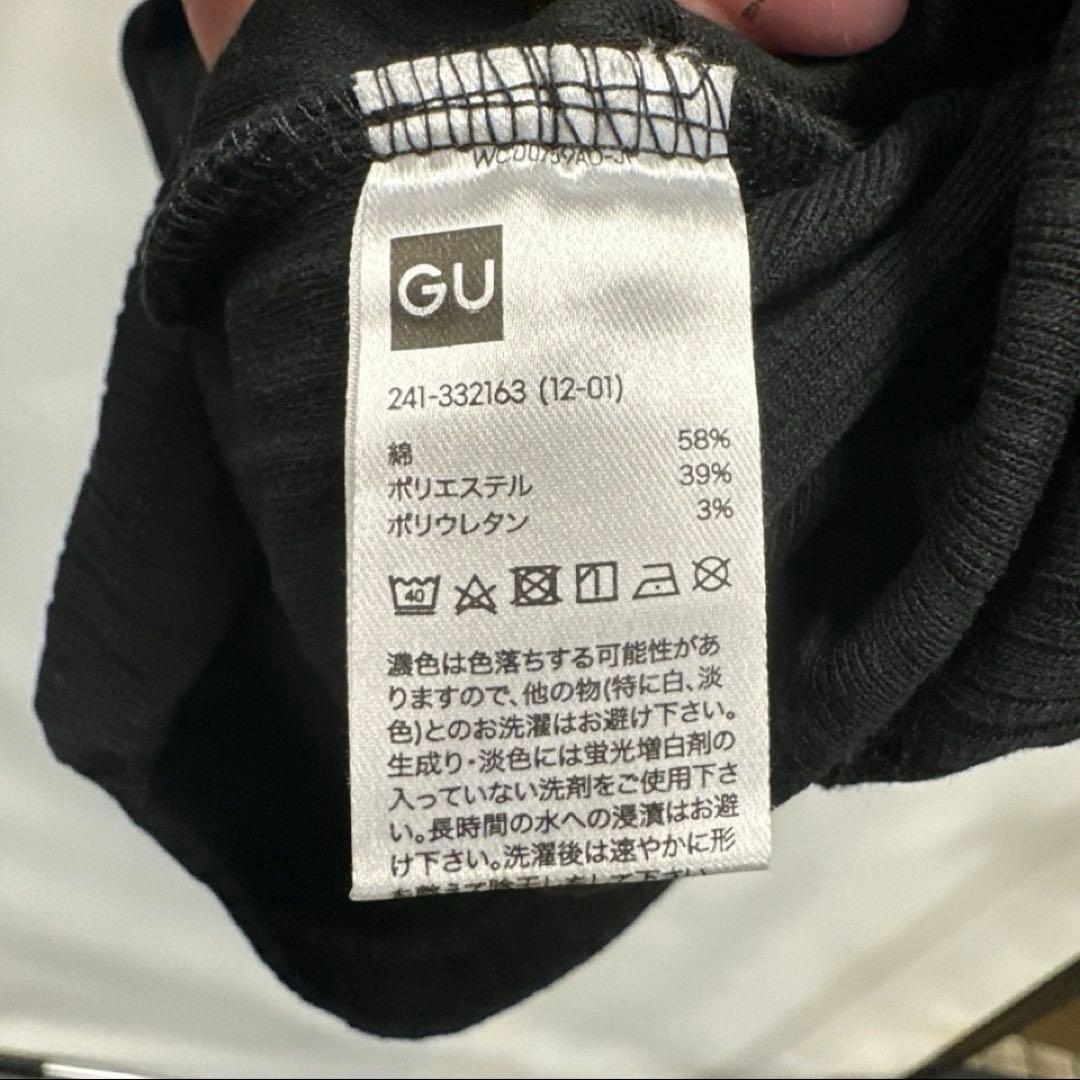 GU
241-332163 (12-01)
綿 58%
ポリエステル 39%
ポリウレタン 3%
40
濃色は色落ちする可能性があ
りますので、他の物(特に白、淡
色)とのお洗濯はお避け下さい。
生成り・淡色には蛍光増白剤の
入っていない洗剤をご使用下さ
い。長時間の水への浸漬はお避
け下さい。洗濯後は速やかに形